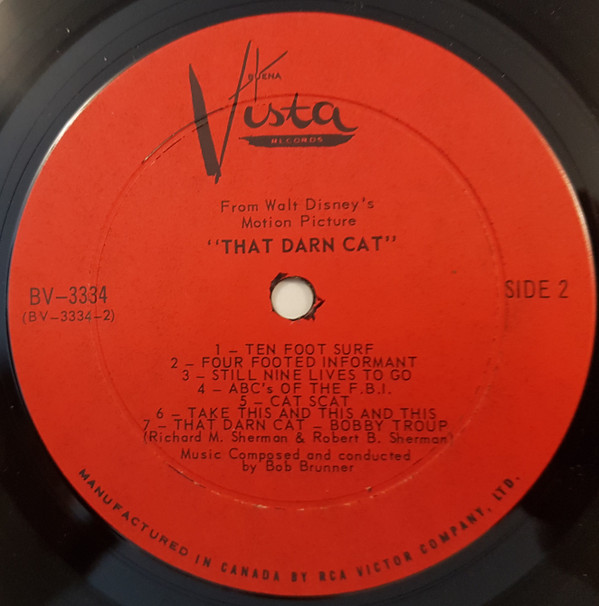 BUENA
Vista
RECORDS
From Walt Disney's
Motion Picture
"THAT DARN CAT"
BV-3334
(BV-3334-2)
SIDE 2
1 - TEN FOOT SURF
2 - FOUR FOOTED INFORMANT
3 - STILL NINE LIVES TO GO
4 - ABC's OF THE F.B.I.
5 - CAT SCAT
6 - TAKE THIS AND THIS AND THIS
7 - THAT DARN CAT - BOBBY TROUP
(Richard M. Sherman & Robert B. Sherman)
Music Composed and conducted
by Bob Brunner
MANUFACTURED IN CANADA BY RCA VICTOR COMPANY, LTD.